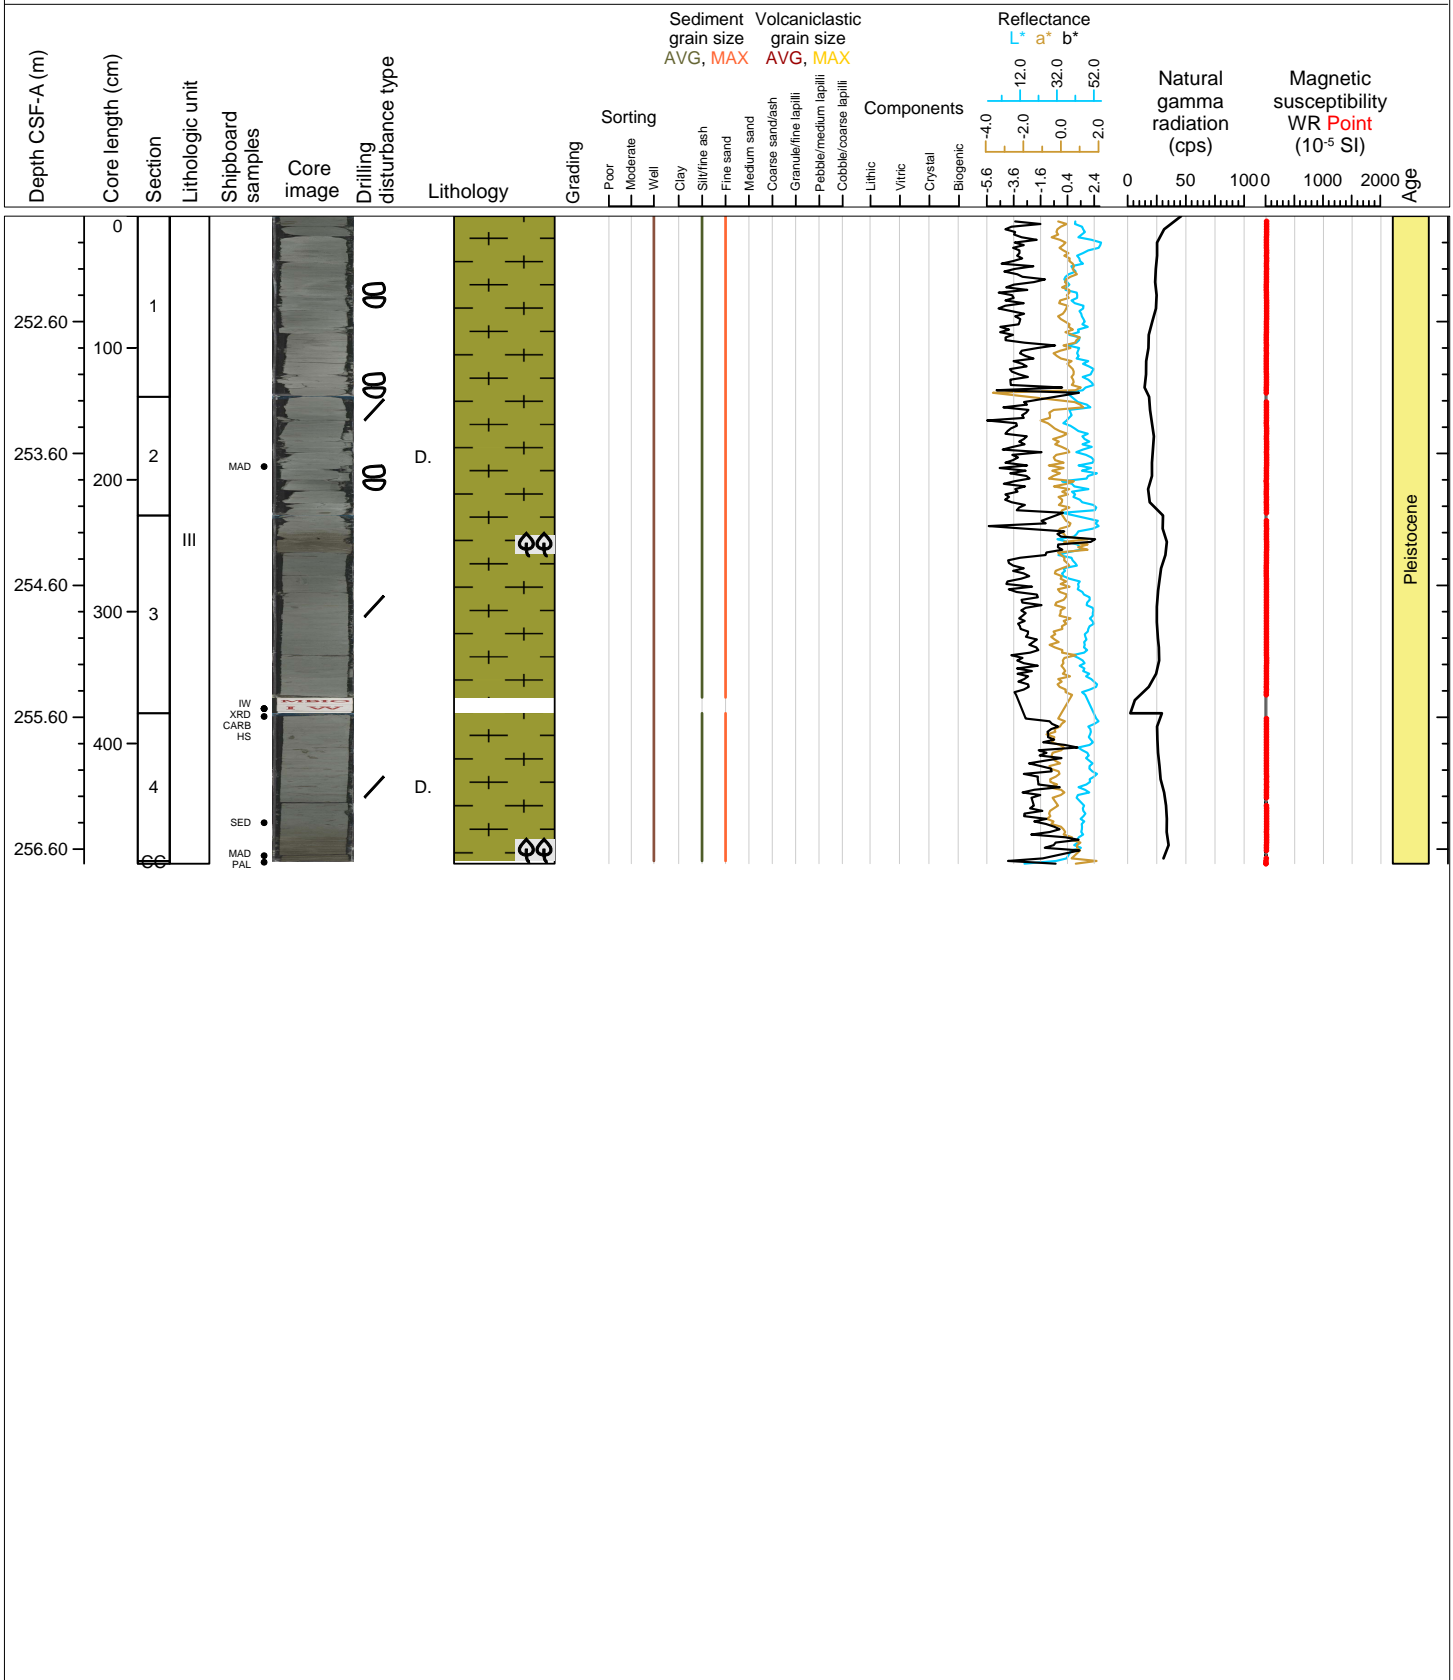 Depth CSF-A (m)
Core length (cm)
Section
Lithologic unit
Shipboard
samples
Core
image
Drilling
disturbance type
Lithology
Grading
Sorting
Poor
Moderate
Well
Sediment
grain size
AVG, MAX
Volcaniclastic
grain size
AVG, MAX
Clay
Silt/fine ash
Fine sand
Medium sand
Coarse sand/ash
Granule/fine lapilli
Pebble/medium lapilli
Cobble/coarse lapilli
Components
Lithic
Vitric
Crystal
Biogenic
Reflectance
L* a* b*
12.0 32.0 52.0
-4.0 -2.0 0.0 2.0
-5.6 -3.6 -1.6 0.4 2.4
Natural
gamma
radiation
(cps)
0 50 100
Magnetic
susceptibility
WR Point
(10-5 SI)
0 1000 2000
Age
0
1
252.60
100
2
253.60
D.
MAD
200
III
Pleistocene
254.60
300
3
IW
MBIO
IW
XRD
255.60
CARB
HS
400
4
D.
SED
256.60
MAD
CC
PAL